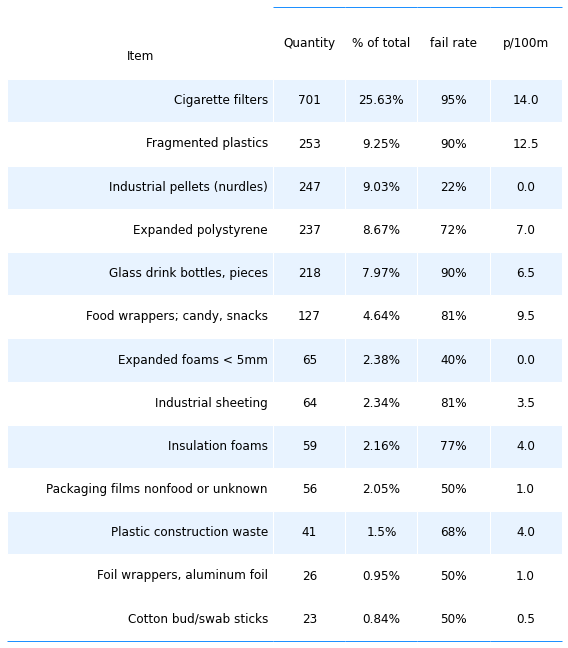 Item Quantity % of total fail rate p/100m
Cigarette filters 701 25.63% 95% 14.0
Fragmented plastics 253 9.25% 90% 12.5
Industrial pellets (nurdles) 247 9.03% 22% 0.0
Expanded polystyrene 237 8.67% 72% 7.0
Glass drink bottles, pieces 218 7.97% 90% 6.5
Food wrappers; candy, snacks 127 4.64% 81% 9.5
Expanded foams < 5mm 65 2.38% 40% 0.0
Industrial sheeting 64 2.34% 81% 3.5
Insulation foams 59 2.16% 77% 4.0
Packaging films nonfood or unknown 56 2.05% 50% 1.0
Plastic construction waste 41 1.5% 68% 4.0
Foil wrappers, aluminum foil 26 0.95% 50% 1.0
Cotton bud/swab sticks 23 0.84% 50% 0.5